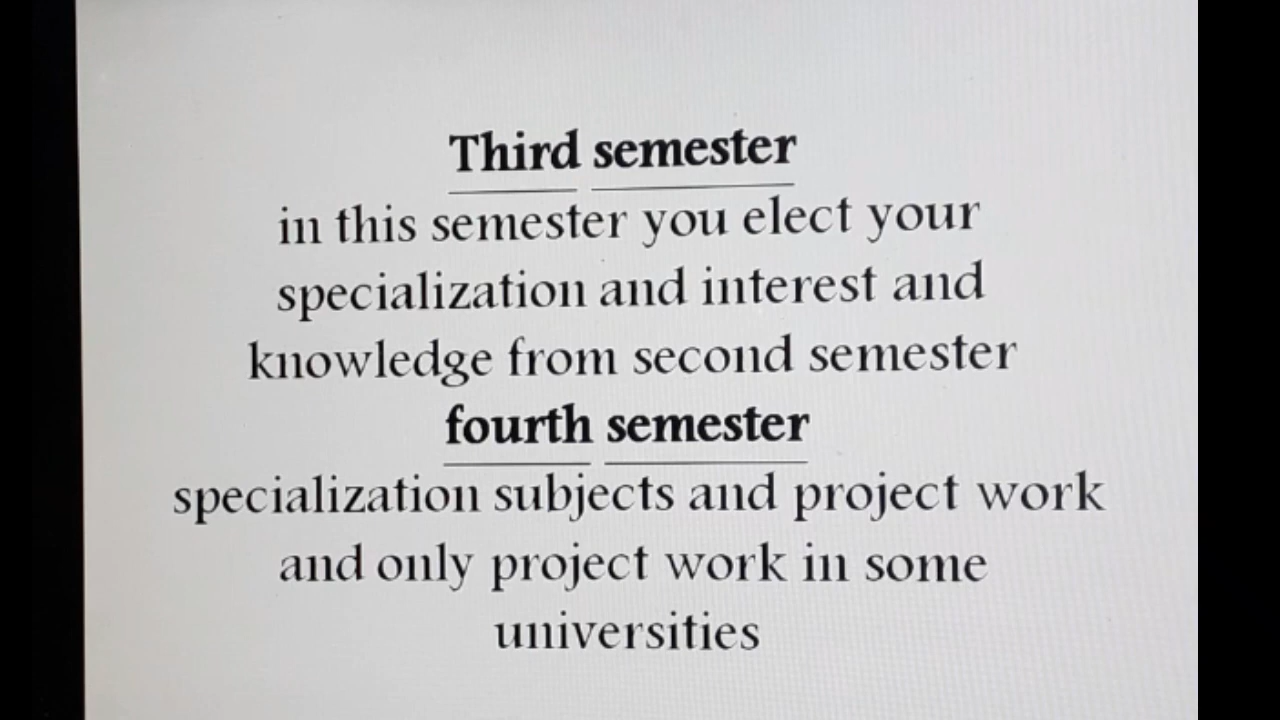 Third semester
in this semester you elect your
specialization and interest and
knowledge from second semester
fourth semester
specialization subjects and project work
and only project work in some
universities